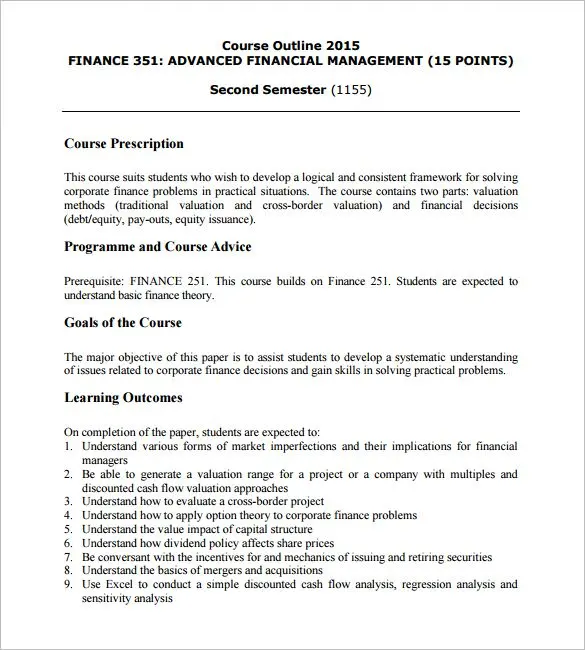 Course Outline 2015
FINANCE 351: ADVANCED FINANCIAL MANAGEMENT (15 POINTS)
Second Semester (1155)
Course Prescription
This course suits students who wish to develop a logical and consistent framework for solving
corporate finance problems in practical situations. The course contains two parts: valuation
methods (traditional valuation and cross-border valuation) and financial decisions
(debt/equity, pay-outs, equity issuance).
Programme and Course Advice
Prerequisite: FINANCE 251. This course builds on Finance 251. Students are expected to
understand basic finance theory.
Goals of the Course
The major objective of this paper is to assist students to develop a systematic understanding
of issues related to corporate finance decisions and gain skills in solving practical problems.
Learning Outcomes
On completion of the paper, students are expected to:
1. Understand various forms of market imperfections and their implications for financial
managers
2. Be able to generate a valuation range for a project or a company with multiples and
discounted cash flow valuation approaches
3. Understand how to evaluate a cross-border project
4. Understand how to apply option theory to corporate finance problems
5. Understand the value impact of capital structure
6. Understand how dividend policy affects share prices
7. Be conversant with the incentives for and mechanics of issuing and retiring securities
8. Understand the basics of mergers and acquisitions
9. Use Excel to conduct a simple discounted cash flow analysis, regression analysis and
sensitivity analysis